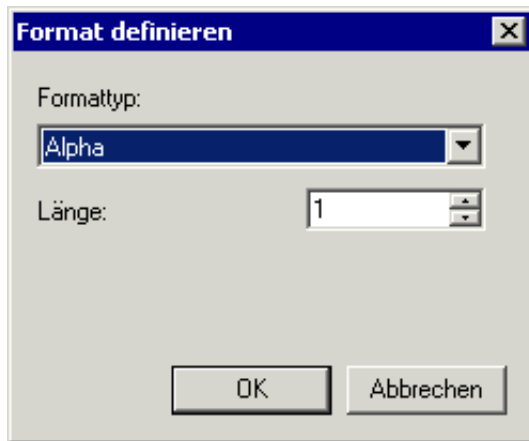 Format definieren
Formattyp:
Alpha
Länge: 1
OK Abbrechen